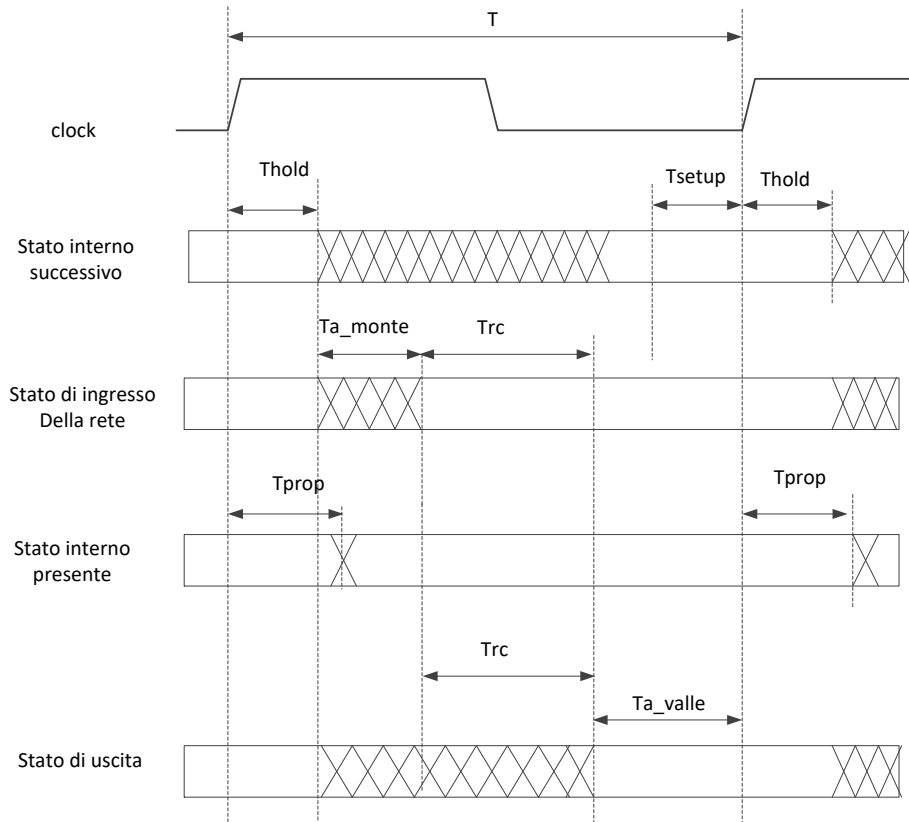 T
clock
Thold
Tsetup
Thold
Stato interno
successivo
Ta_monte
Trc
Stato di ingresso
Della rete
Tprop
Tprop
Stato interno
presente
Trc
Ta_valle
Stato di uscita